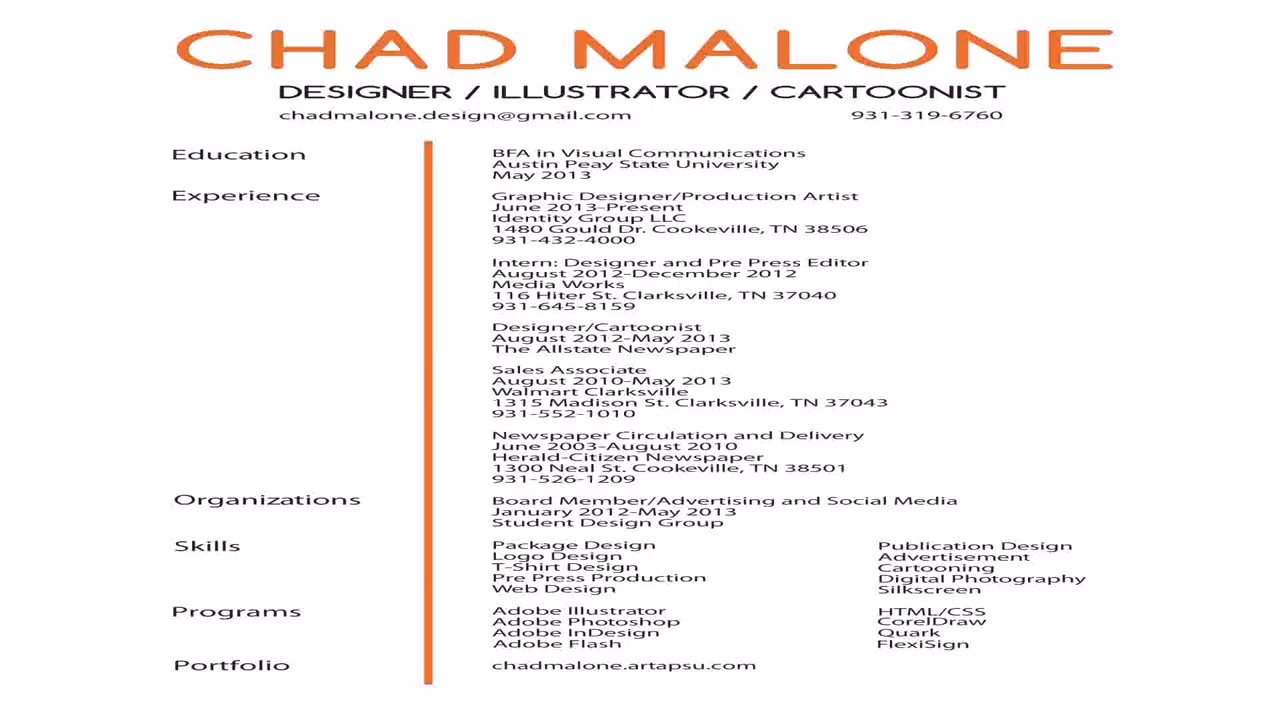 CHAD MALONE
DESIGNER / ILLUSTRATOR / CARTOONIST
chadmalone.design@gmail.com 931-319-6760
Education
BFA in Visual Communications
Austin Peay State University
May 2013
Experience
Graphic Designer/Production Artist
June 2013-Present
Identity Group LLC
1480 Gould Dr. Cookeville, TN 38506
931-432-4000
Intern: Designer and Pre Press Editor
August 2012-December 2012
Media Works
116 Hiter St. Clarksville, TN 37040
931-645-8159
Designer/Cartoonist
August 2012-May 2013
The Allstate Newspaper
Sales Associate
August 2010-May 2013
Walmart Clarksville
1315 Madison St. Clarksville, TN 37043
931-552-1010
Newspaper Circulation and Delivery
June 2003-August 2010
Herald-Citizen Newspaper
1300 Neal St. Cookeville, TN 38501
931-526-1209
Organizations
Board Member/Advertising and Social Media
January 2012-May 2013
Student Design Group
Skills
Package Design
Logo Design
T-Shirt Design
Pre Press Production
Web Design
Publication Design
Advertisement
Cartooning
Digital Photography
Silkscreen
Programs
Adobe Illustrator
Adobe Photoshop
Adobe InDesign
Adobe Flash
HTML/CSS
CorelDraw
Quark
FlexiSign
Portfolio
chadmalone.artapsu.com